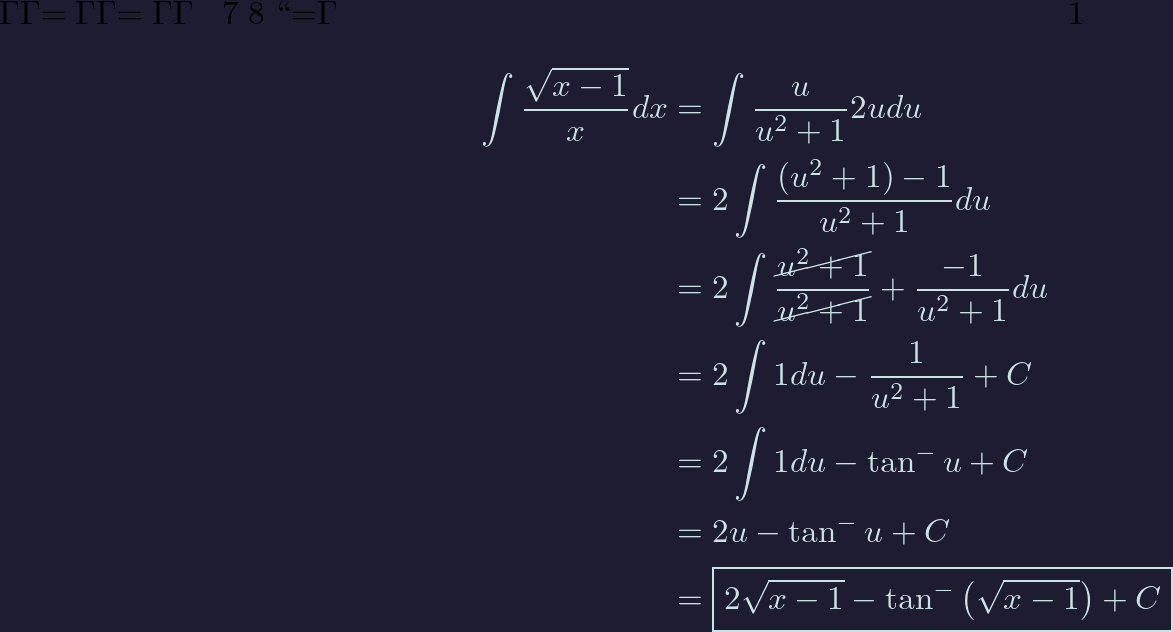 ΓΓ= ΓΓ= ΓΓ 7 8 “=Γ 1
∫ √(x − 1)/x dx = ∫ u/(u² + 1) 2udu
= 2 ∫ ((u² + 1) − 1)/(u² + 1) du
= 2 ∫ (u² + 1)/(u² + 1) + −1/(u² + 1) du
= 2 ∫ 1du − 1/(u² + 1) + C
= 2 ∫ 1du − tan⁻ u + C
= 2u − tan⁻ u + C
= 2√(x − 1) − tan⁻ (√(x − 1)) + C